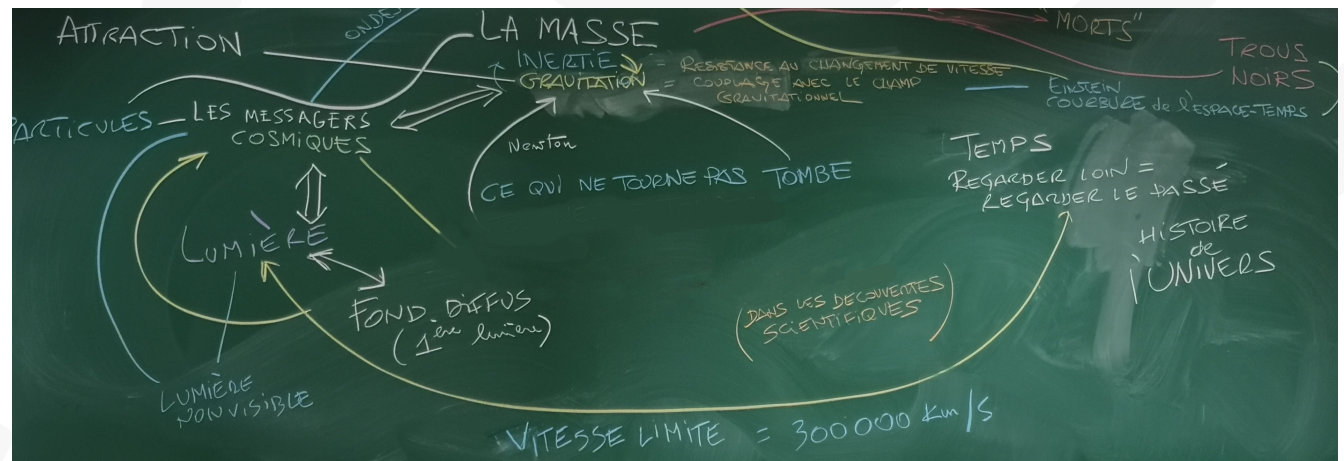 ATTRACTION
ONDES
LA MASSE
"MORTS"
INERTIE = RESISTANCE AU CHANGEMENT DE VITESSE
GRAVITATION = COUPLAGE AVEC LE CHAMP
GRAVITATIONNEL
TROUS
NOIRS
EINSTEIN
COURBURE de l'ESPACE-TEMPS
PARTICULES
LES MESSAGERS
COSMIQUES
Newton
CE QUI NE TOURNE PAS TOMBE
TEMPS
REGARDER LOIN =
REGARDER LE PASSÉ
HISTOIRE
de
l'UNIVERS
LUMIÈRE
FOND DIFFUS
(1ère lumière)
(DANS LES DECOUVERTES
SCIENTIFIQUES)
LUMIÈRE
NON VISIBLE
VITESSE LIMITE = 300 000 Km/S